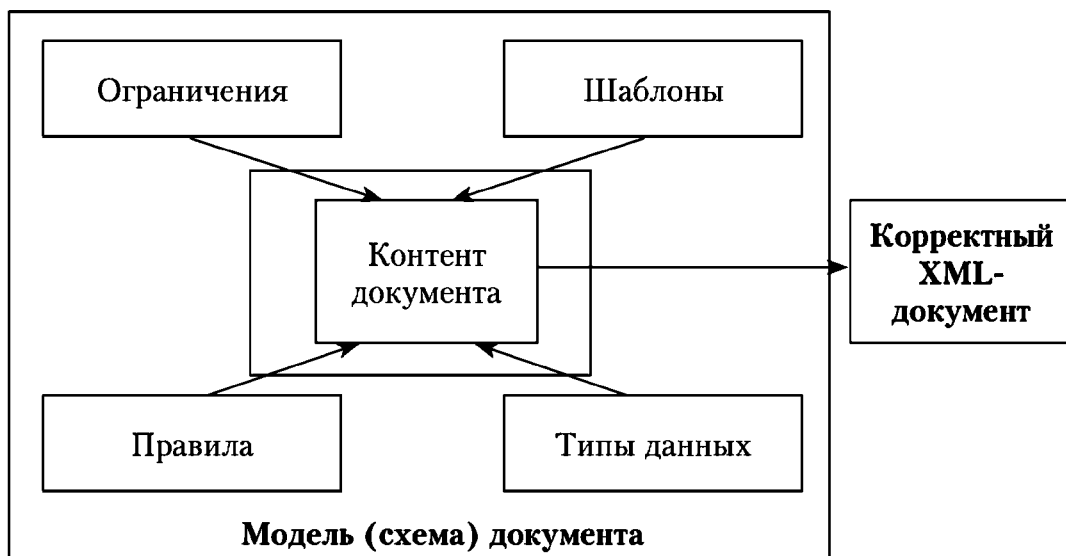 Ограничения
Шаблоны
Контент
документа
Корректный
XML-
документ
Правила
Типы данных
Модель (схема) документа